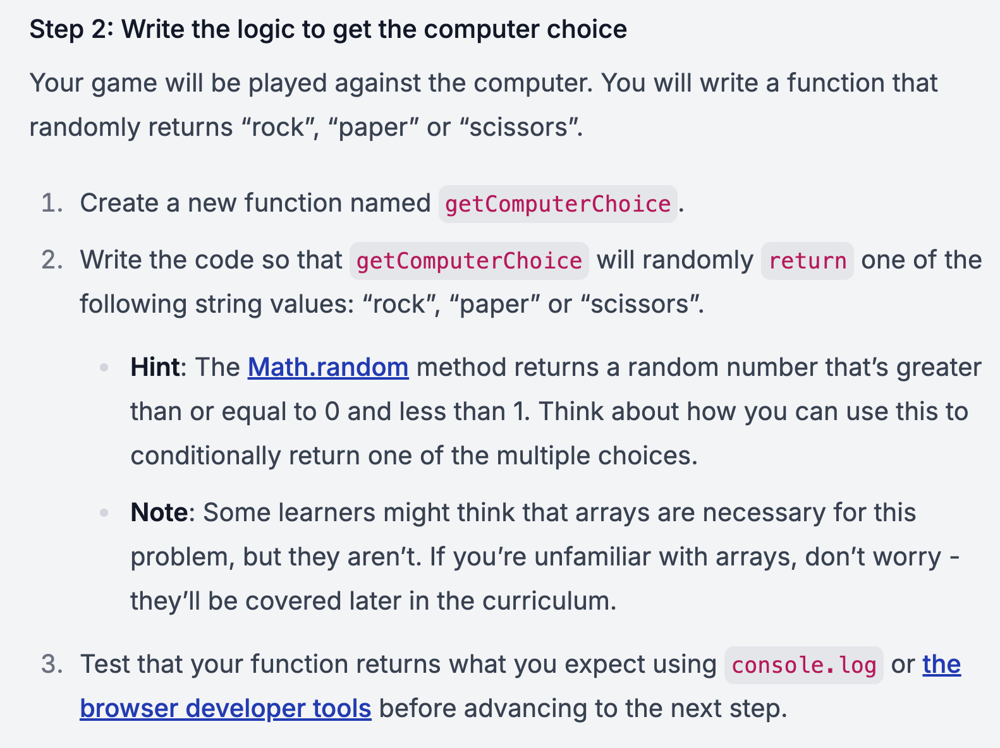 Step 2: Write the logic to get the computer choice
Your game will be played against the computer. You will write a function that
randomly returns “rock”, “paper” or “scissors”.
1. Create a new function named getComputerChoice.
2. Write the code so that getComputerChoice will randomly return one of the
following string values: “rock”, “paper” or “scissors”.
• Hint: The Math.random method returns a random number that’s greater
than or equal to 0 and less than 1. Think about how you can use this to
conditionally return one of the multiple choices.
• Note: Some learners might think that arrays are necessary for this
problem, but they aren’t. If you’re unfamiliar with arrays, don’t worry -
they’ll be covered later in the curriculum.
3. Test that your function returns what you expect using console.log or the
browser developer tools before advancing to the next step.